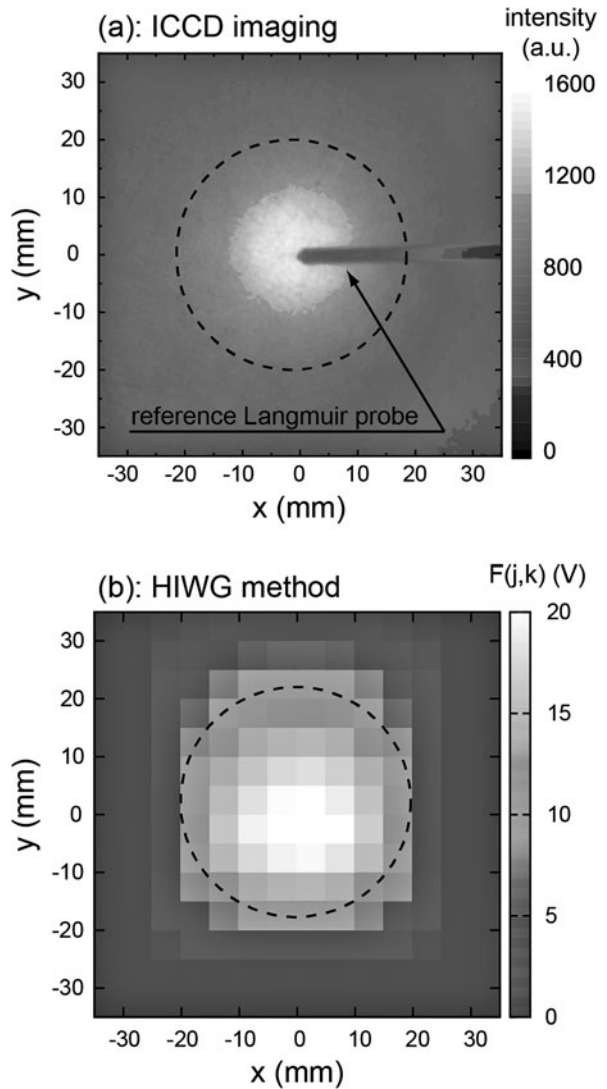 (a): ICCD imaging
intensity
(a.u.)
1600
1200
800
400
0
30
20
10
0
-10
-20
-30
y (mm)
reference Langmuir probe
-30 -20 -10 0 10 20 30
x (mm)
(b): HIWG method
F(j,k) (V)
20
15
10
5
0
30
20
10
0
-10
-20
-30
y (mm)
-30 -20 -10 0 10 20 30
x (mm)